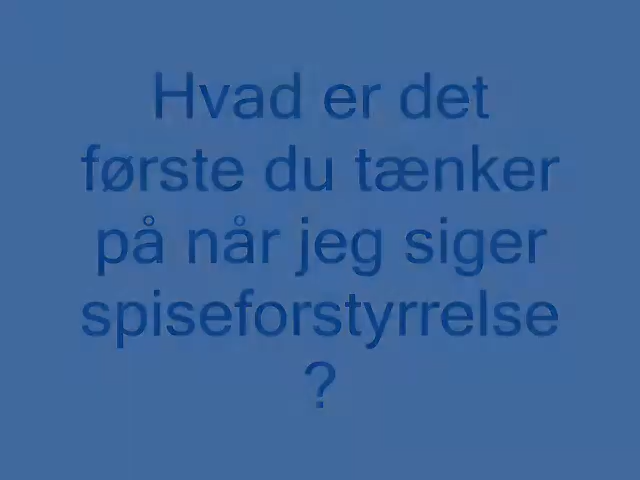 Hvad er det
første du tænker
på når jeg siger
spiseforstyrrelse
?